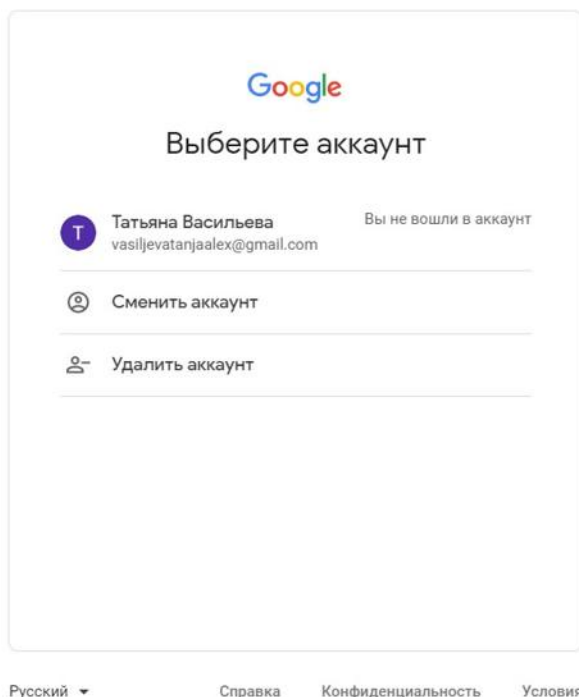 Google
Выберите аккаунт
T
Татьяна Васильева
Вы не вошли в аккаунт
vasiljevatanjaalex@gmail.com
Сменить аккаунт
Удалить аккаунт
Русский
Справка
Конфиденциальность
Условия